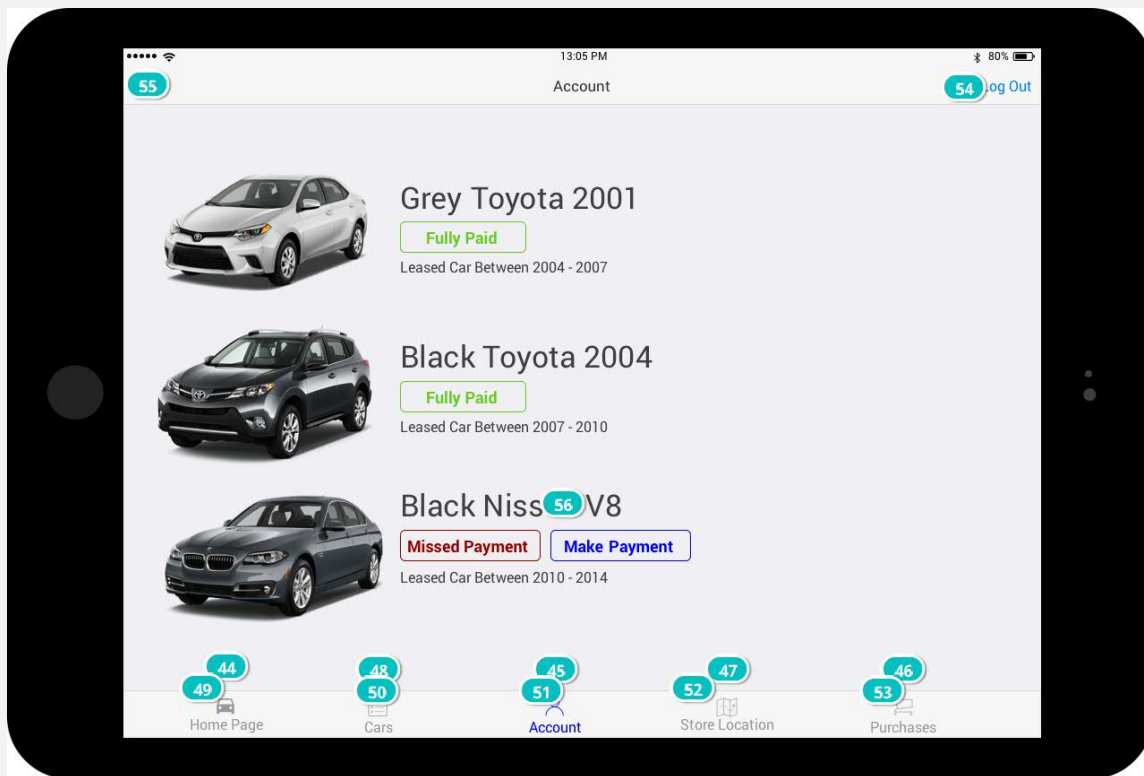 13:05 PM
80%
55
Account
54 og Out
Grey Toyota 2001
Fully Paid
Leased Car Between 2004 - 2007
Black Toyota 2004
Fully Paid
Leased Car Between 2007 - 2010
Black Niss 56 V8
Missed Payment Make Payment
Leased Car Between 2010 - 2014
44 48 45 47 46
49 50 51 52 53
Home Page Cars Account Store Location Purchases